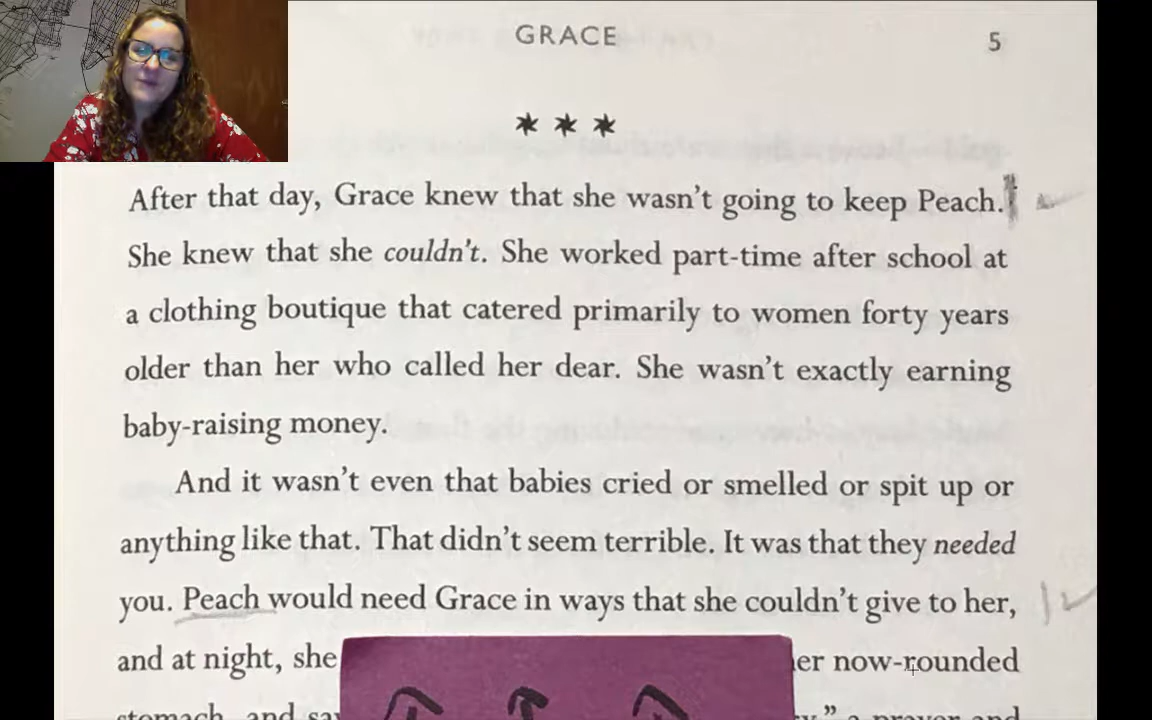 GRACE 5
After that day, Grace knew that she wasn't going to keep Peach.
She knew that she couldn't. She worked part-time after school at
a clothing boutique that catered primarily to women forty years
older than her who called her dear. She wasn't exactly earning
baby-raising money.
And it wasn't even that babies cried or smelled or spit up or
anything like that. That didn't seem terrible. It was that they needed
you. Peach would need Grace in ways that she couldn't give to her,
and at night, she now-rounded
stomach, and a prayer and